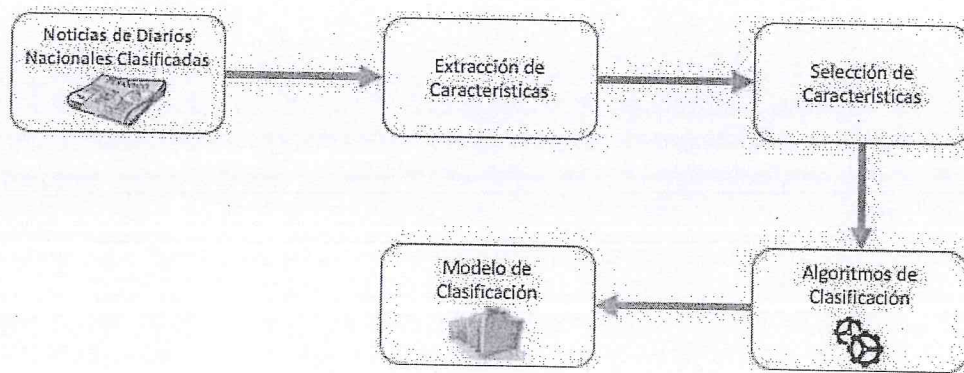 Noticias de Diarios
Nacionales Clasificadas
Extracción de
Características
Selección de
Características
Algoritmos de
Clasificación
Modelo de
Clasificación